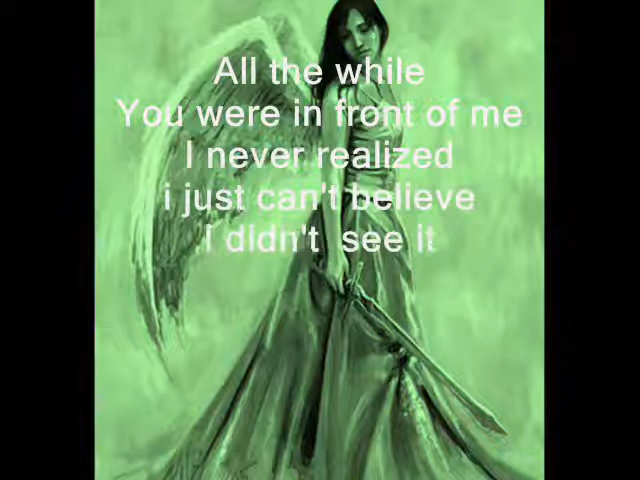 All the while
You were in front of me
I never realized
i just can't believe
I didn't see it